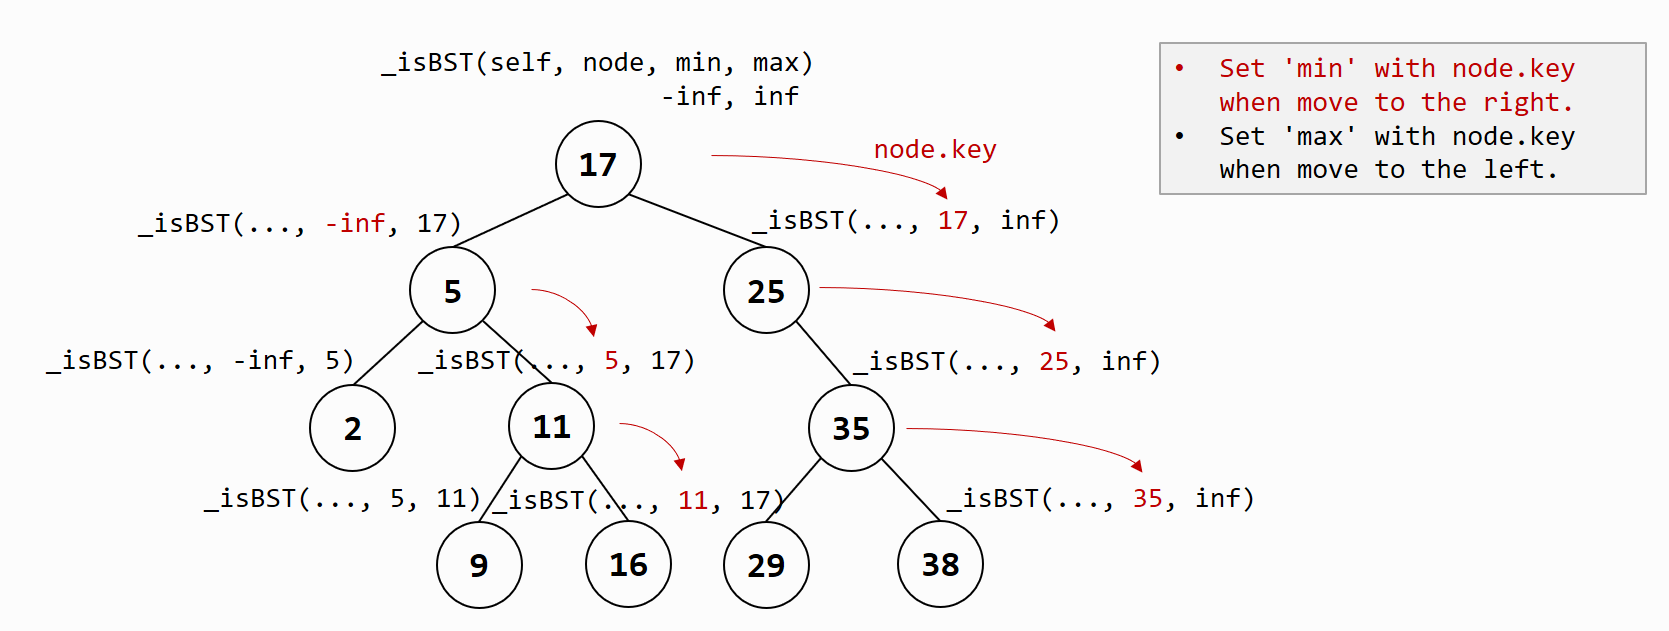 _isBST(self, node, min, max)
-inf, inf
• Set 'min' with node.key
when move to the right.
• Set 'max' with node.key
when move to the left.
17
node.key
_isBST(..., -inf, 17)
_isBST(..., 17, inf)
5
25
_isBST(..., -inf, 5)
_isBST(..., 5, 17)
_isBST(..., 25, inf)
2
11
35
_isBST(..., 5, 11)
_isBST(..., 11, 17)
_isBST(..., 35, inf)
9
16
29
38